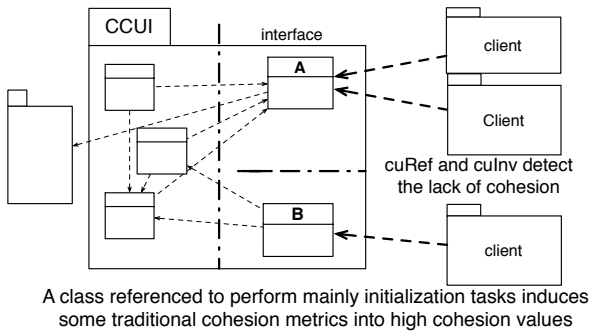 CCUI
interface
A
client
Client
cuRef and cuInv detect
the lack of cohesion
B
client
A class referenced to perform mainly initialization tasks induces
some traditional cohesion metrics into high cohesion values